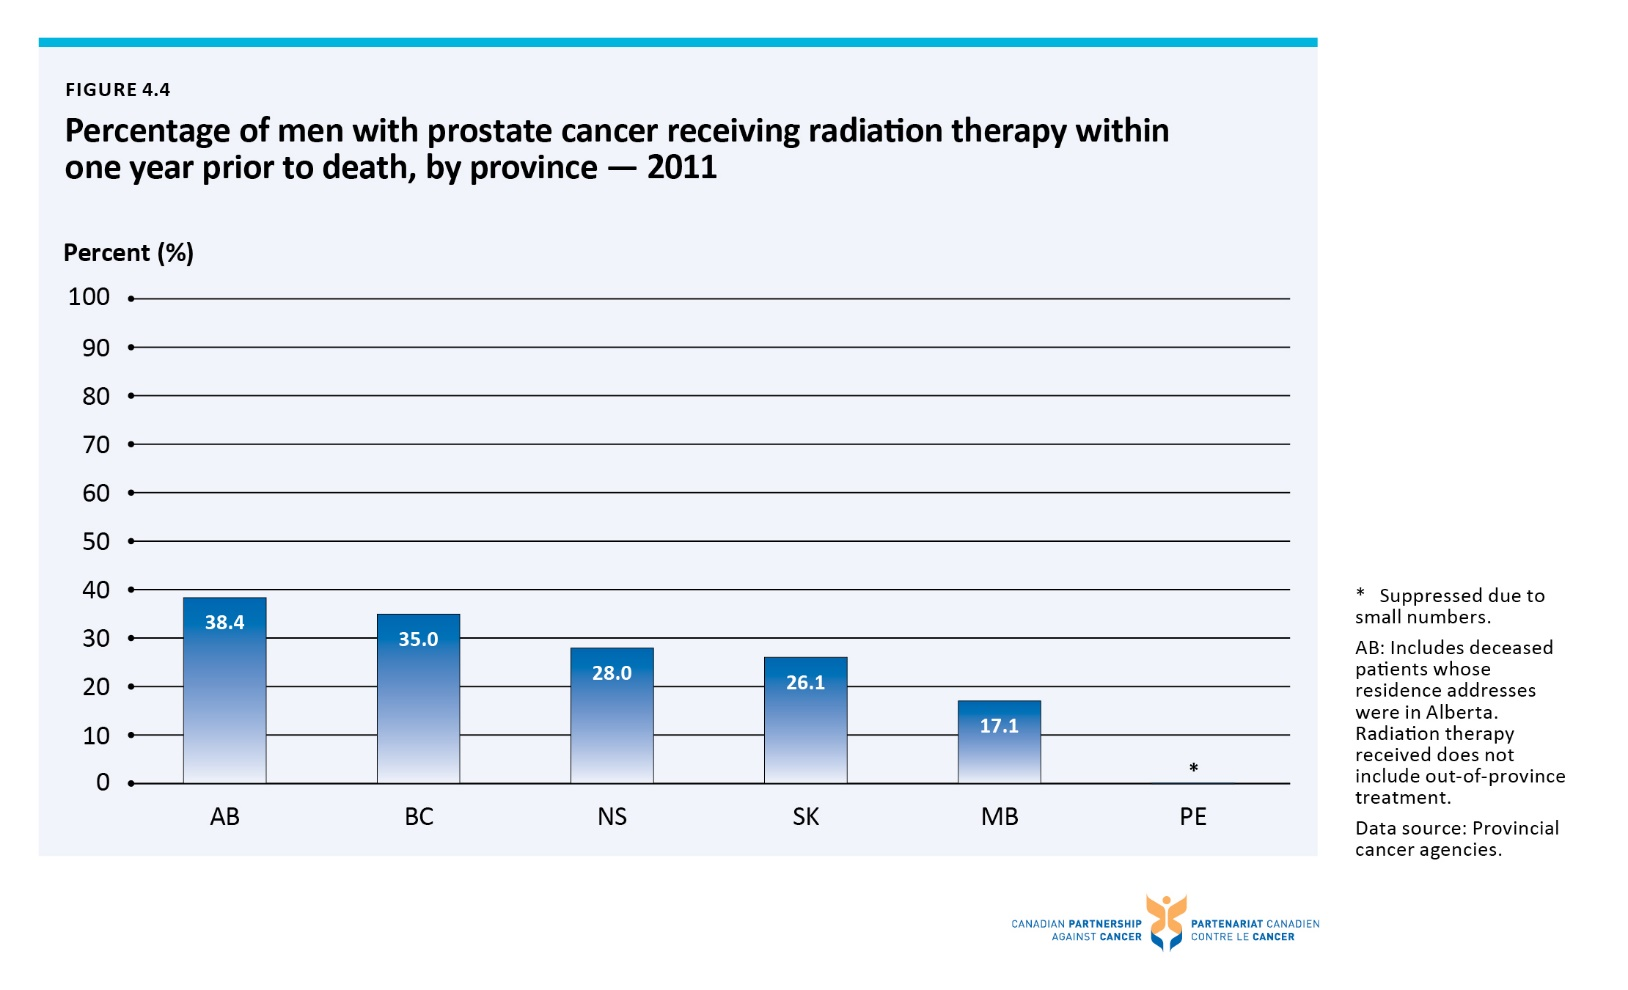 FIGURE 4.4
Percentage of men with prostate cancer receiving radiation therapy within
one year prior to death, by province — 2011
Percent (%)
100
90
80
70
60
50
40
30
20
10
0
38.4
35.0
28.0
26.1
17.1
*
AB
BC
NS
SK
MB
PE
* Suppressed due to
small numbers.
AB: Includes deceased
patients whose
residence addresses
were in Alberta.
Radiation therapy
received does not
include out-of-province
treatment.
Data source: Provincial
cancer agencies.
CANADIAN PARTNERSHIP
AGAINST CANCER
PARTENARIAT CANADIEN
CONTRE LE CANCER